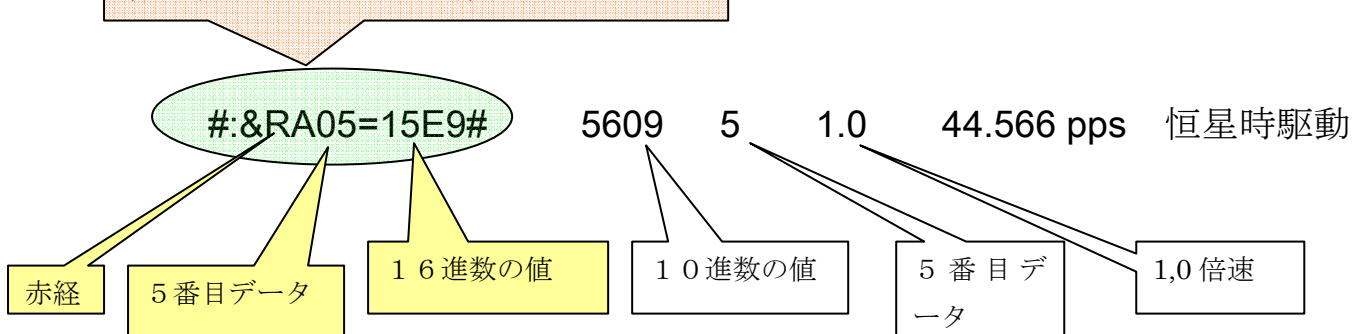 #:&RA05=15E9# 5609 5 1.0 44.566 pps 恒星時駆動
赤経
５番目データ
１６進数の値
１０進数の値
５番目デ
ータ
1,0 倍速